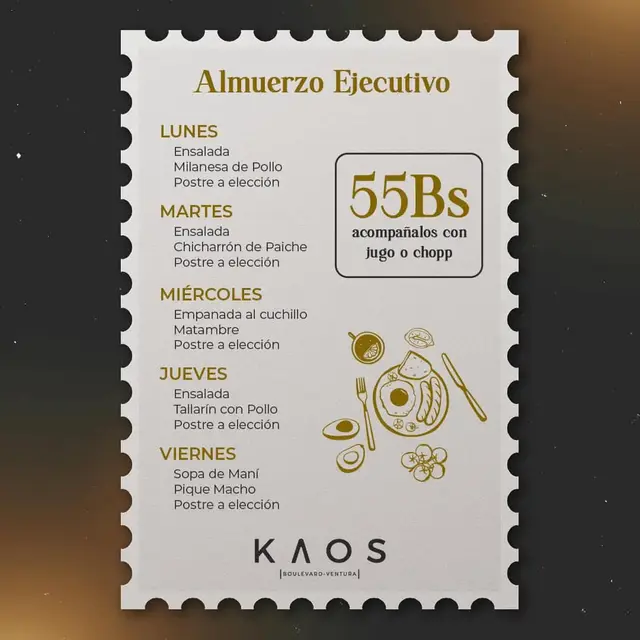 Almuerzo Ejecutivo
LUNES
Ensalada
Milanesa de Pollo
Postre a elección
MARTES
Ensalada
Chicharrón de Paiche
Postre a elección
MIÉRCOLES
Empanada al cuchillo
Matambre
Postre a elección
JUEVES
Ensalada
Tallarín con Pollo
Postre a elección
VIERNES
Sopa de Maní
Pique Macho
Postre a elección
55Bs
acompañalos con
jugo o chopp
KAOS
BOULEVARD-VENTURA